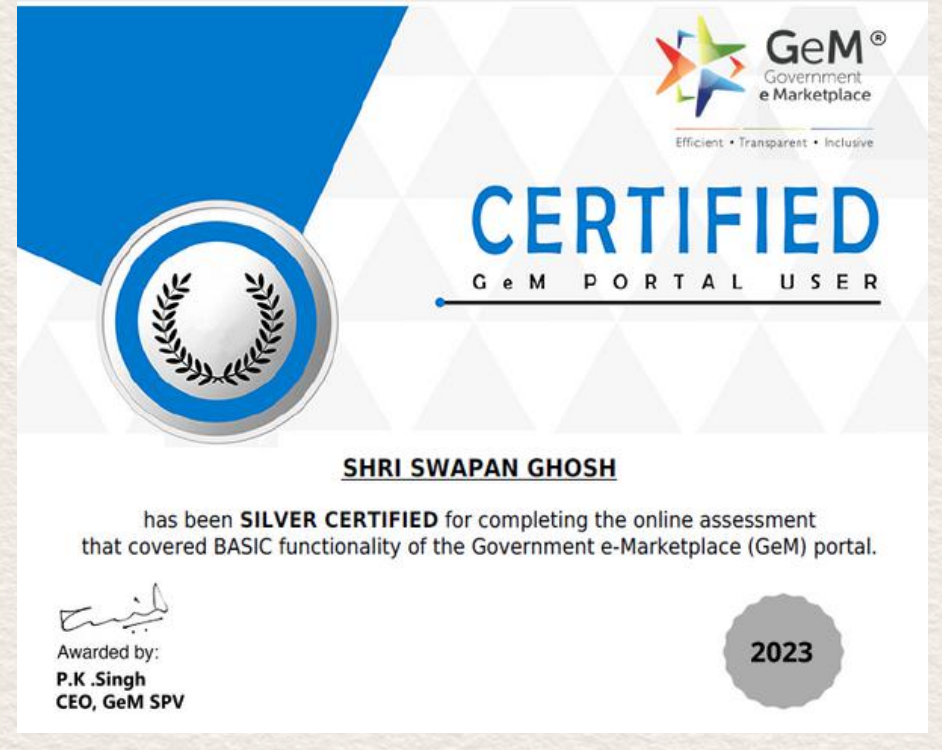 GeM®
Government
e Marketplace
Efficient • Transparent • Inclusive
CERTIFIED
GeM PORTAL USER
SHRI SWAPAN GHOSH
has been SILVER CERTIFIED for completing the online assessment
that covered BASIC functionality of the Government e-Marketplace (GeM) portal.
Awarded by:
P.K .Singh
CEO, GeM SPV
2023